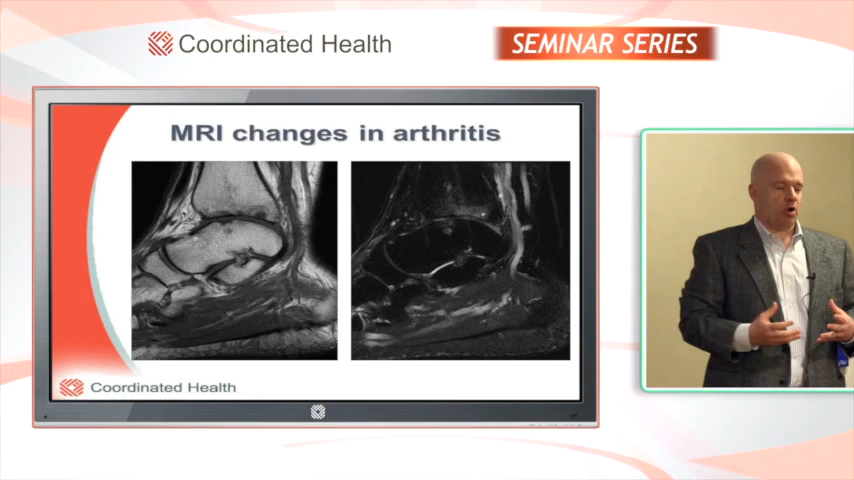 Coordinated Health
SEMINAR SERIES
MRI changes in arthritis
Coordinated Health